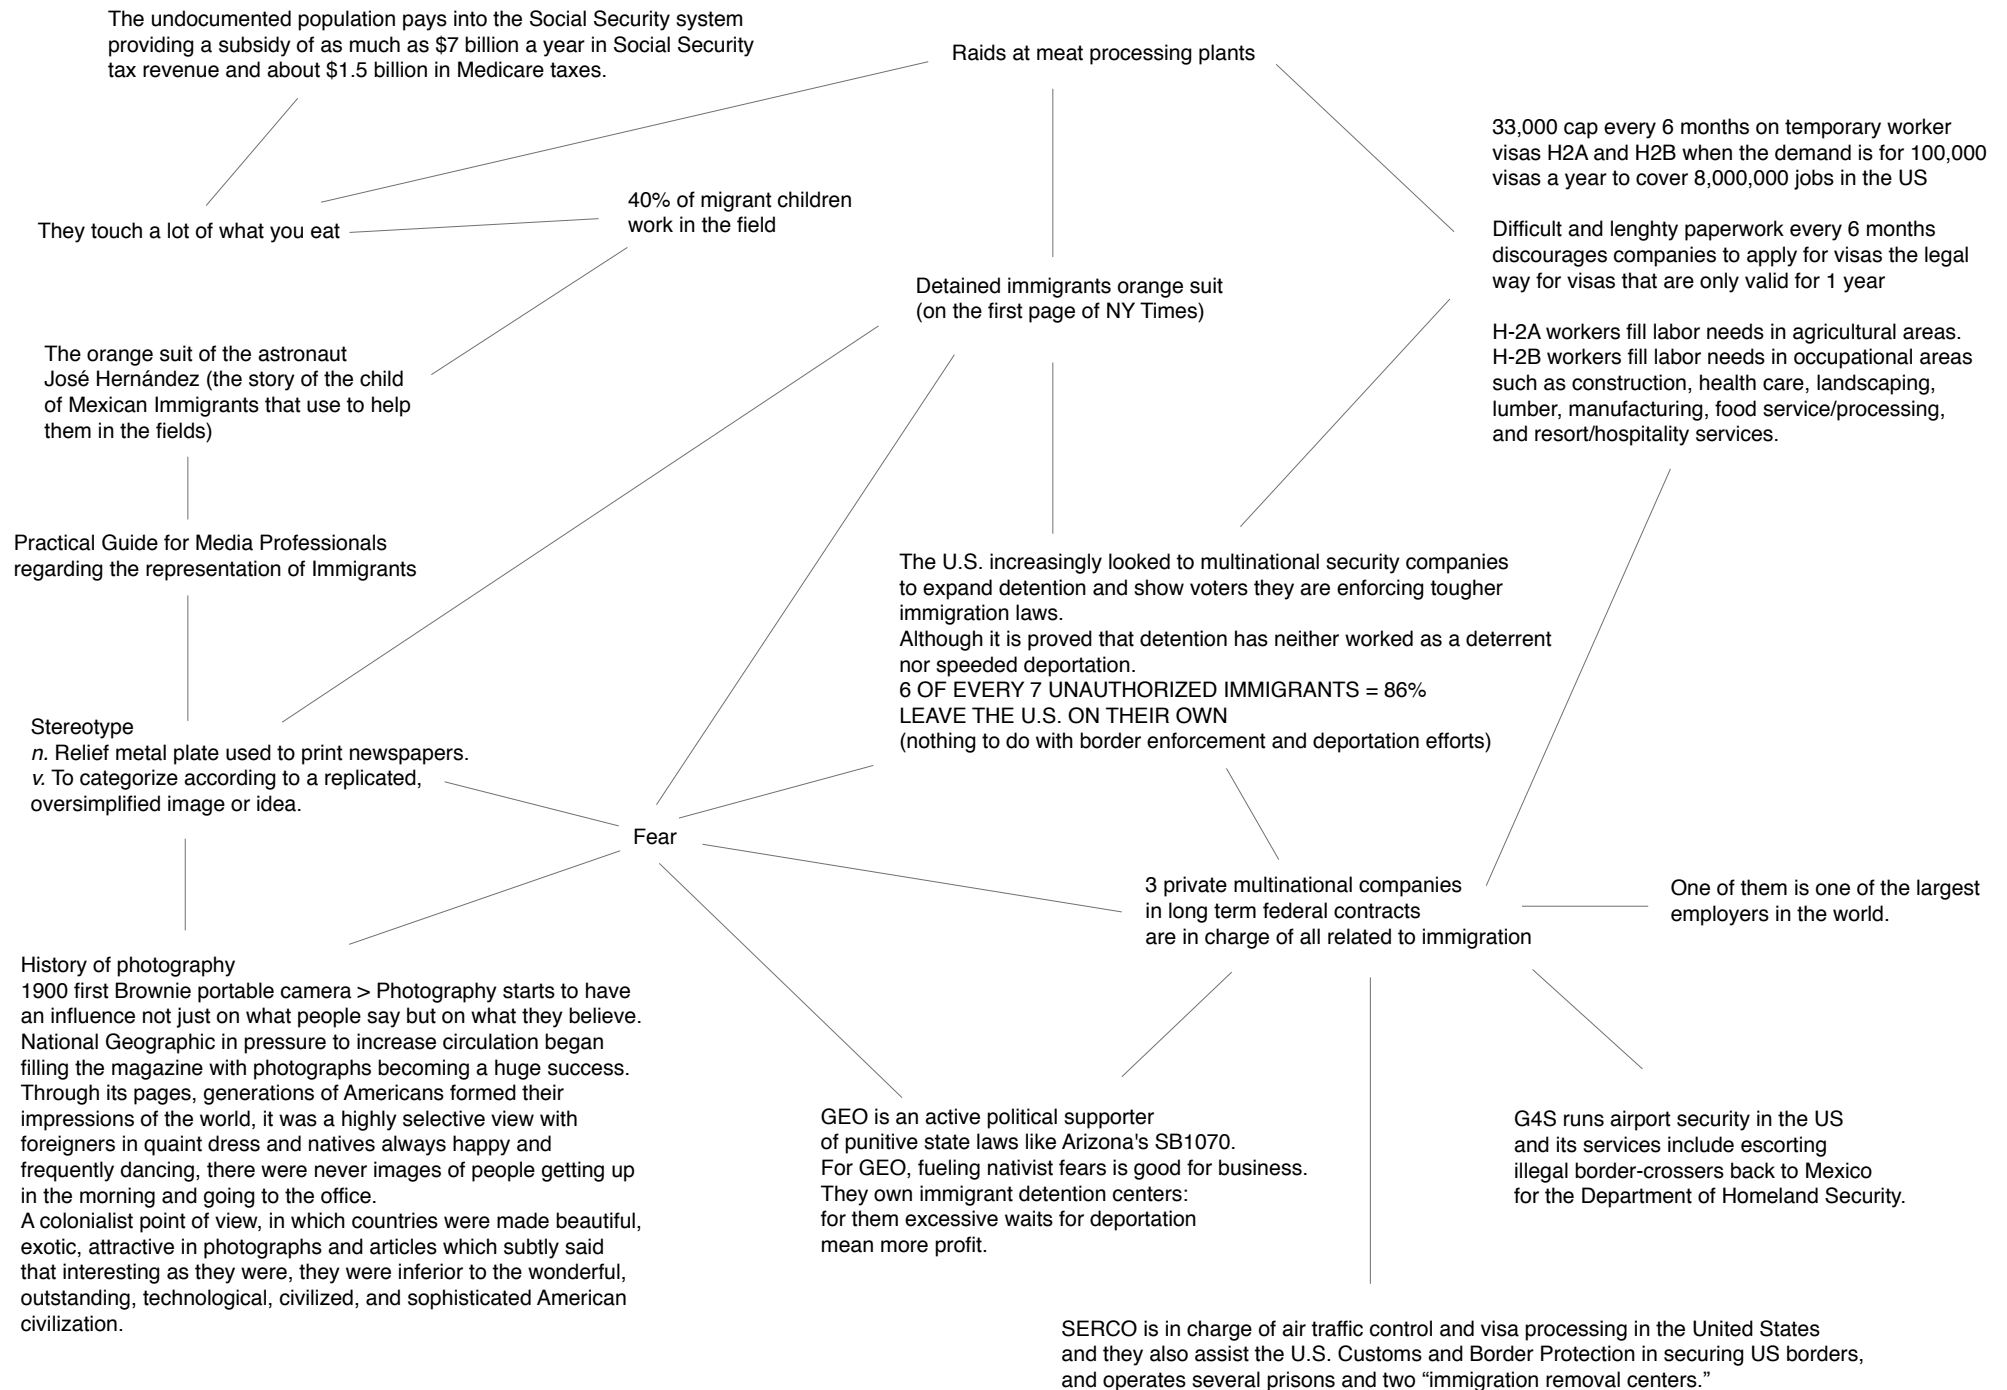 The undocumented population pays into the Social Security system
providing a subsidy of as much as $7 billion a year in Social Security
tax revenue and about $1.5 billion in Medicare taxes.
Raids at meat processing plants
33,000 cap every 6 months on temporary worker
visas H2A and H2B when the demand is for 100,000
visas a year to cover 8,000,000 jobs in the US
Difficult and lenghty paperwork every 6 months
discourages companies to apply for visas the legal
way for visas that are only valid for 1 year
H-2A workers fill labor needs in agricultural areas.
H-2B workers fill labor needs in occupational areas
such as construction, health care, landscaping,
lumber, manufacturing, food service/processing,
and resort/hospitality services.
They touch a lot of what you eat
40% of migrant children
work in the field
Detained immigrants orange suit
(on the first page of NY Times)
The orange suit of the astronaut
José Hernández (the story of the child
of Mexican Immigrants that use to help
them in the fields)
Practical Guide for Media Professionals
regarding the representation of Immigrants
The U.S. increasingly looked to multinational security companies
to expand detention and show voters they are enforcing tougher
immigration laws.
Although it is proved that detention has neither worked as a deterrent
nor speeded deportation.
6 OF EVERY 7 UNAUTHORIZED IMMIGRANTS = 86%
LEAVE THE U.S. ON THEIR OWN
(nothing to do with border enforcement and deportation efforts)
Stereotype
n. Relief metal plate used to print newspapers.
v. To categorize according to a replicated,
oversimplified image or idea.
Fear
3 private multinational companies
in long term federal contracts
are in charge of all related to immigration
One of them is one of the largest
employers in the world.
History of photography
1900 first Brownie portable camera > Photography starts to have
an influence not just on what people say but on what they believe.
National Geographic in pressure to increase circulation began
filling the magazine with photographs becoming a huge success.
Through its pages, generations of Americans formed their
impressions of the world, it was a highly selective view with
foreigners in quaint dress and natives always happy and
frequently dancing, there were never images of people getting up
in the morning and going to the office.
A colonialist point of view, in which countries were made beautiful,
exotic, attractive in photographs and articles which subtly said
that interesting as they were, they were inferior to the wonderful,
outstanding, technological, civilized, and sophisticated American
civilization.
GEO is an active political supporter
of punitive state laws like Arizona's SB1070.
For GEO, fueling nativist fears is good for business.
They own immigrant detention centers:
for them excessive waits for deportation
mean more profit.
G4S runs airport security in the US
and its services include escorting
illegal border-crossers back to Mexico
for the Department of Homeland Security.
SERCO is in charge of air traffic control and visa processing in the United States
and they also assist the U.S. Customs and Border Protection in securing US borders,
and operates several prisons and two “immigration removal centers.”